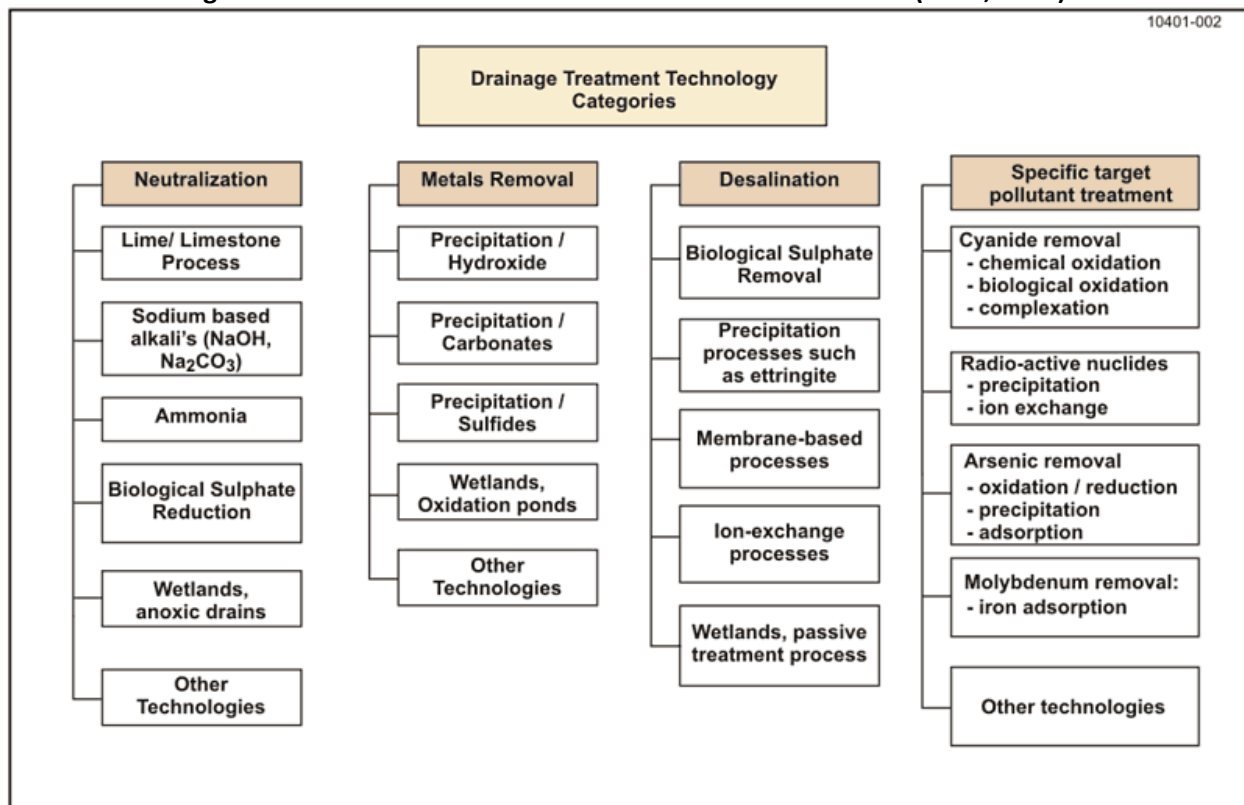 10401-002
Drainage Treatment Technology
Categories
Neutralization
Lime/ Limestone
Process
Sodium based
alkali's (NaOH,
Na2CO3)
Ammonia
Biological Sulphate
Reduction
Wetlands,
anoxic drains
Other
Technologies
Metals Removal
Precipitation /
Hydroxide
Precipitation /
Carbonates
Precipitation /
Sulfides
Wetlands,
Oxidation ponds
Other
Technologies
Desalination
Biological Sulphate
Removal
Precipitation
processes such
as ettringite
Membrane-based
processes
Ion-exchange
processes
Wetlands, passive
treatment process
Specific target
pollutant treatment
Cyanide removal
- chemical oxidation
- biological oxidation
- complexation
Radio-active nuclides
- precipitation
- ion exchange
Arsenic removal
- oxidation / reduction
- precipitation
- adsorption
Molybdenum removal:
- iron adsorption
Other technologies